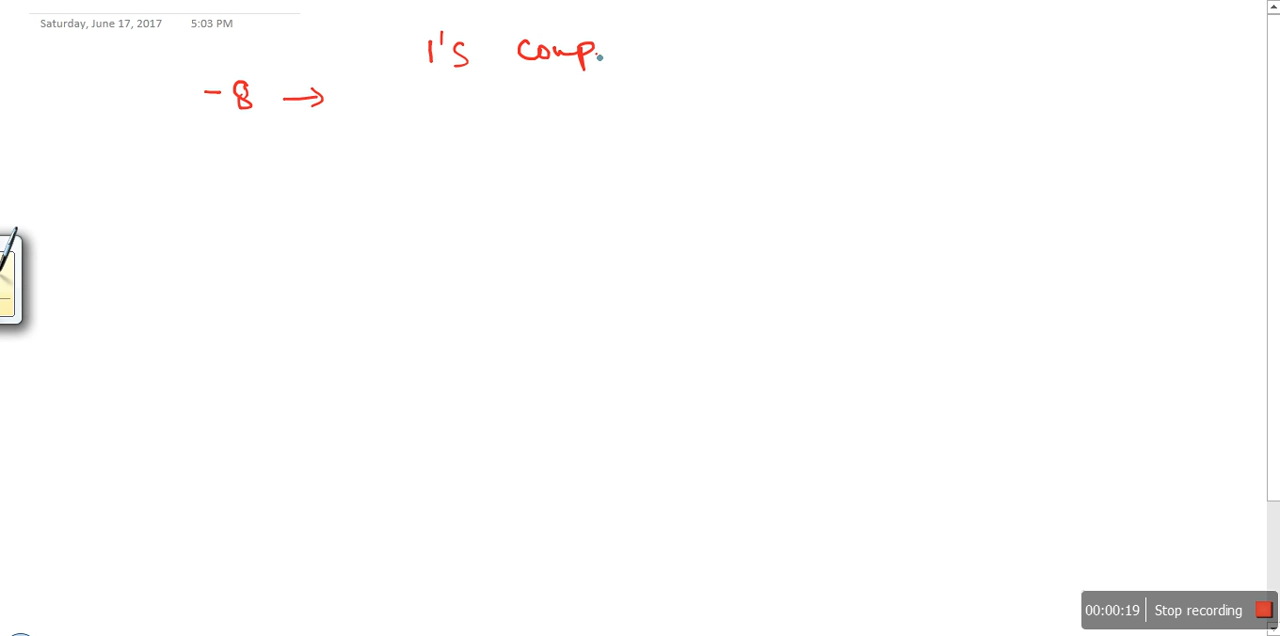 Saturday, June 17, 2017 5:03 PM
1's comp.
-8 →
00:00:19 Stop recording